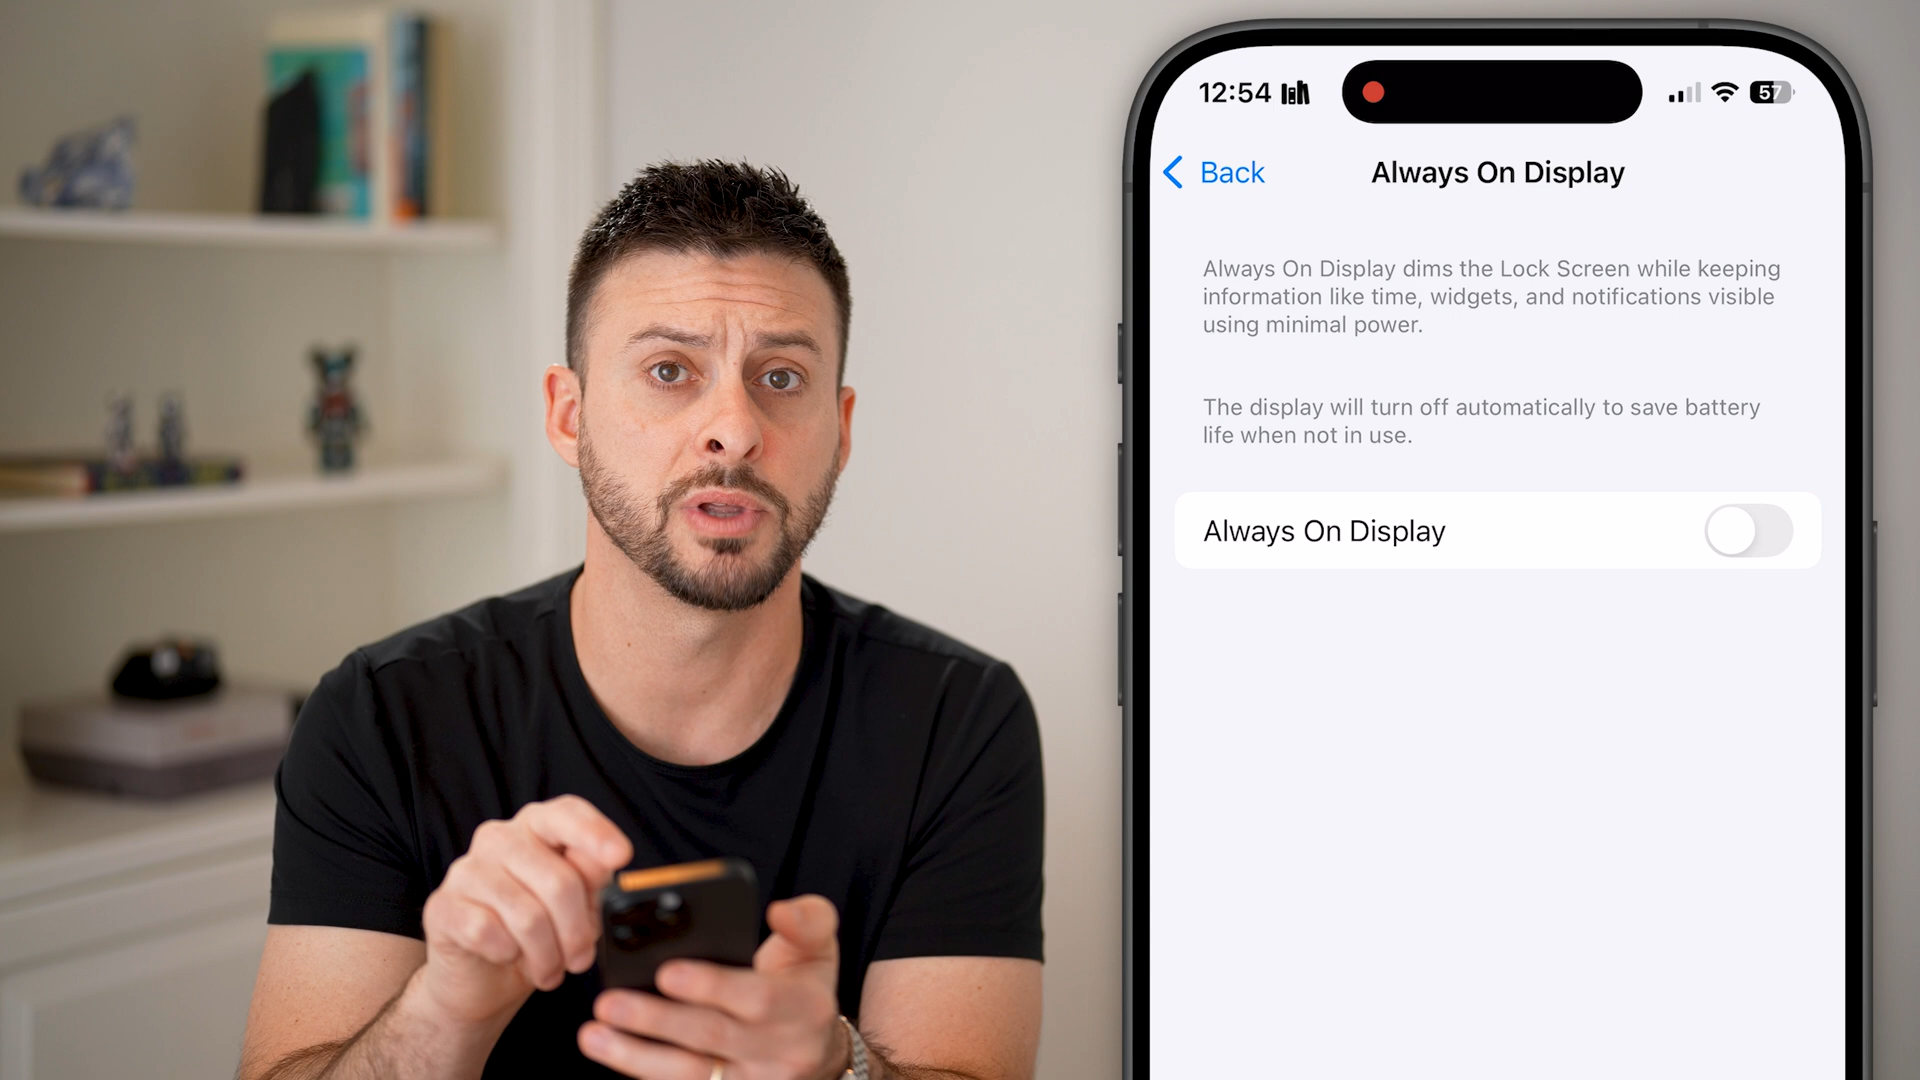 12:54
57
Back
Always On Display
Always On Display dims the Lock Screen while keeping
information like time, widgets, and notifications visible
using minimal power.
The display will turn off automatically to save battery
life when not in use.
Always On Display